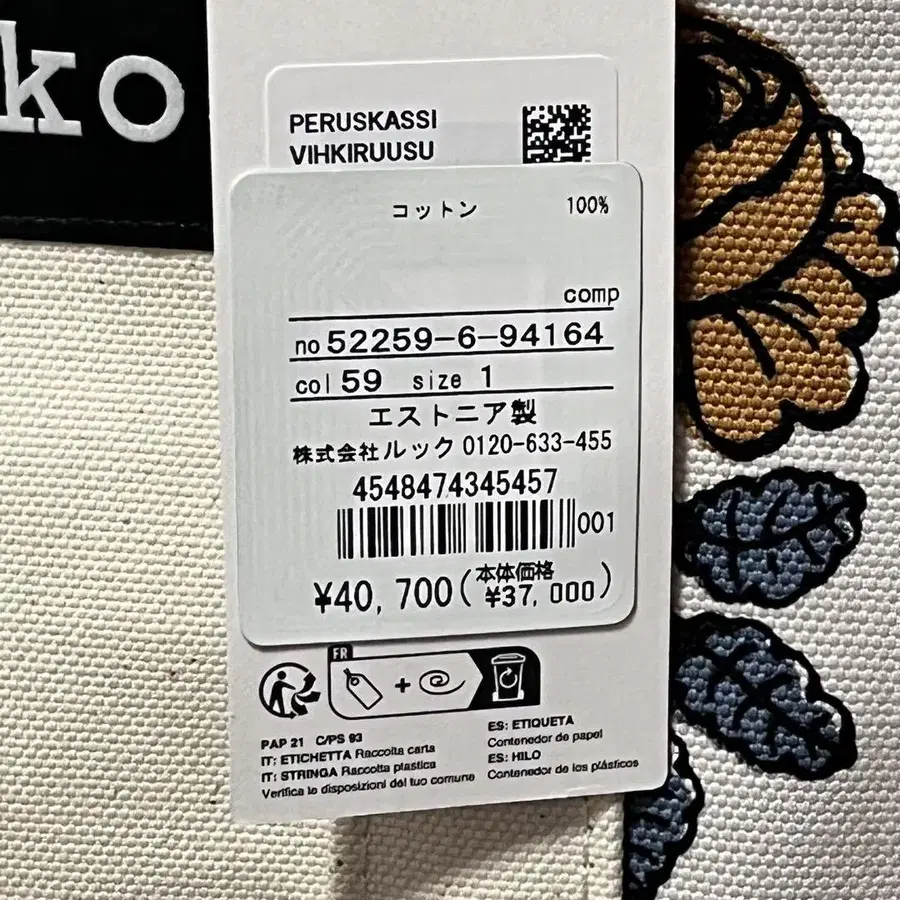 ko
PERUSKASSI
VIHKIRUUSU
コットン 100%
comp
no 52259-6-94164
col 59 size 1
エストニア製
株式会社ルック 0120-633-455
4548474345457
001
¥40,700(本体価格 ¥37,000)
FR
PAP 21 C/PS 93
IT: ETICHETTA Raccolta carta
IT: STRINGA Raccolta plastica
Verifica le disposizioni del tuo comune
ES: ETIQUETA
Contenedor de papel
ES: HILO
Contenedor de los plásticos